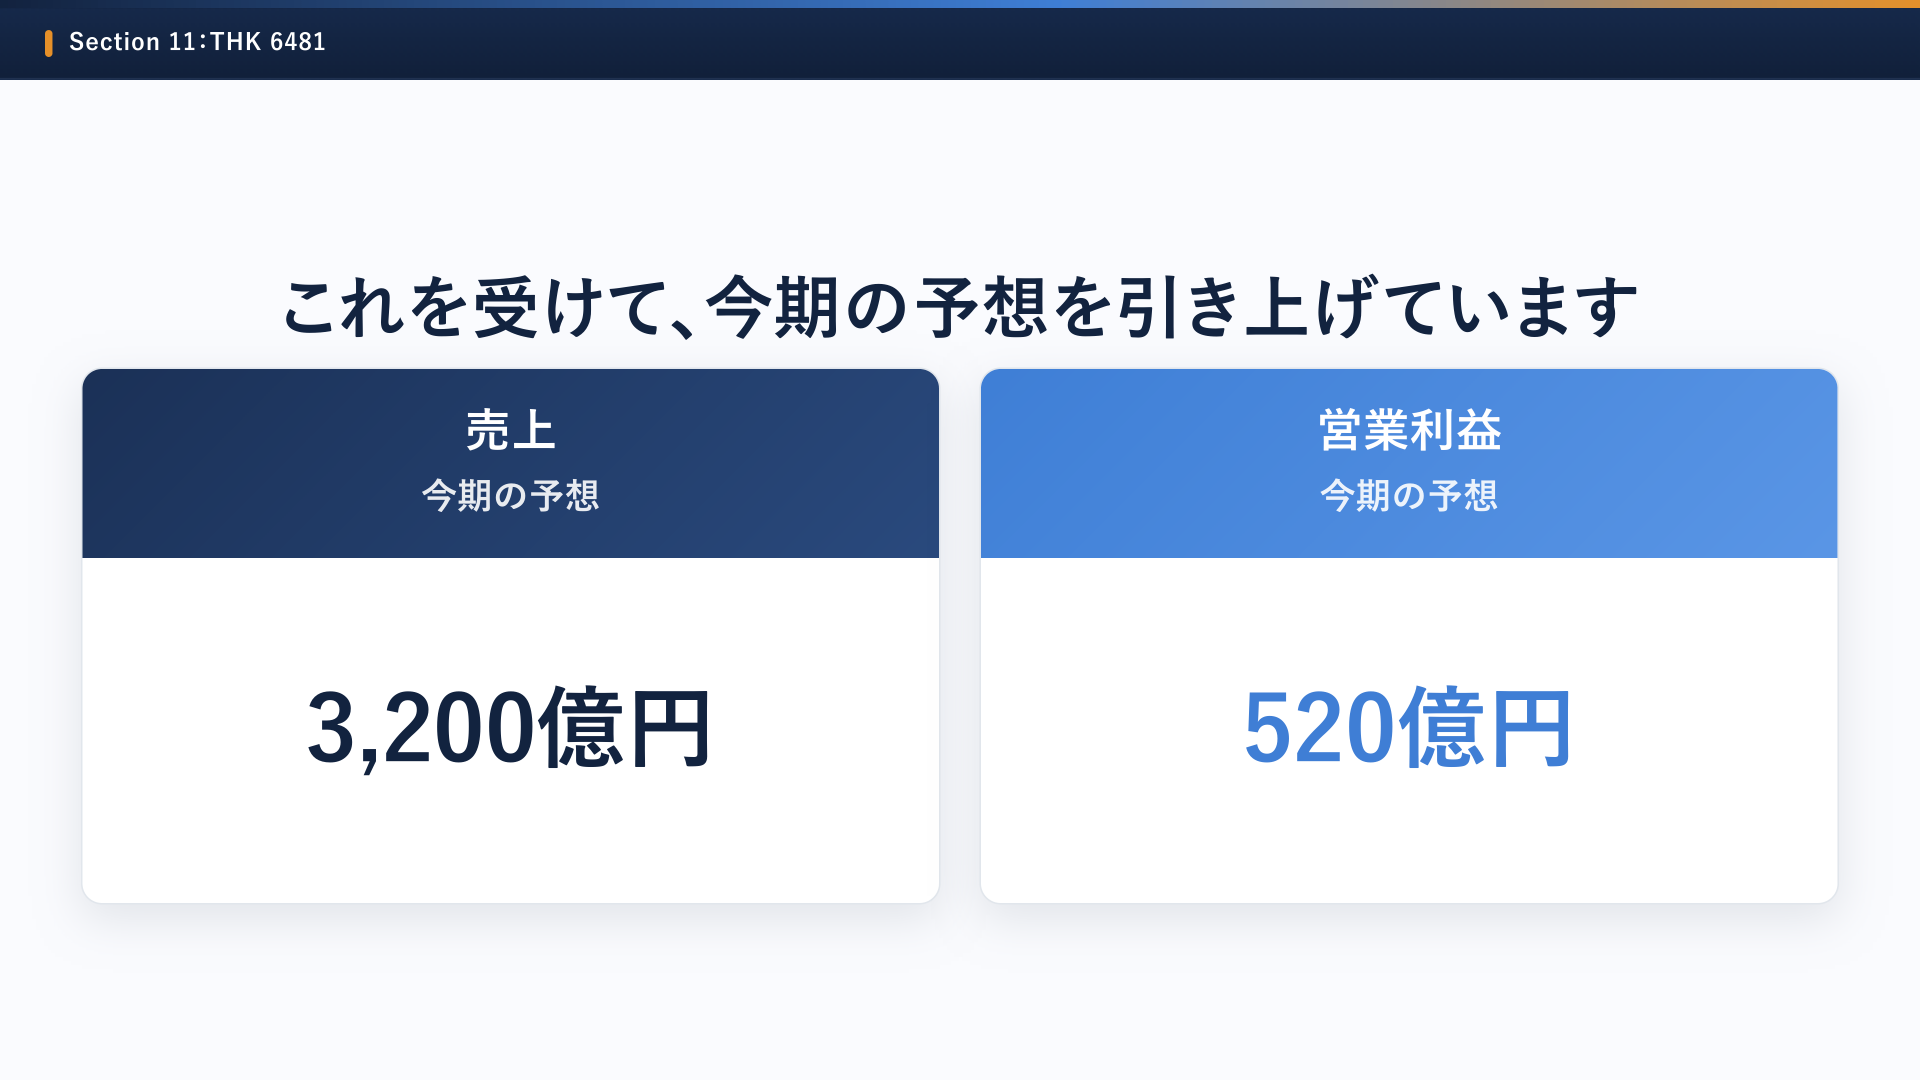 Section 11：THK 6481
これを受けて、今期の予想を引き上げています
売上
今期の予想
3,200億円
営業利益
今期の予想
520億円